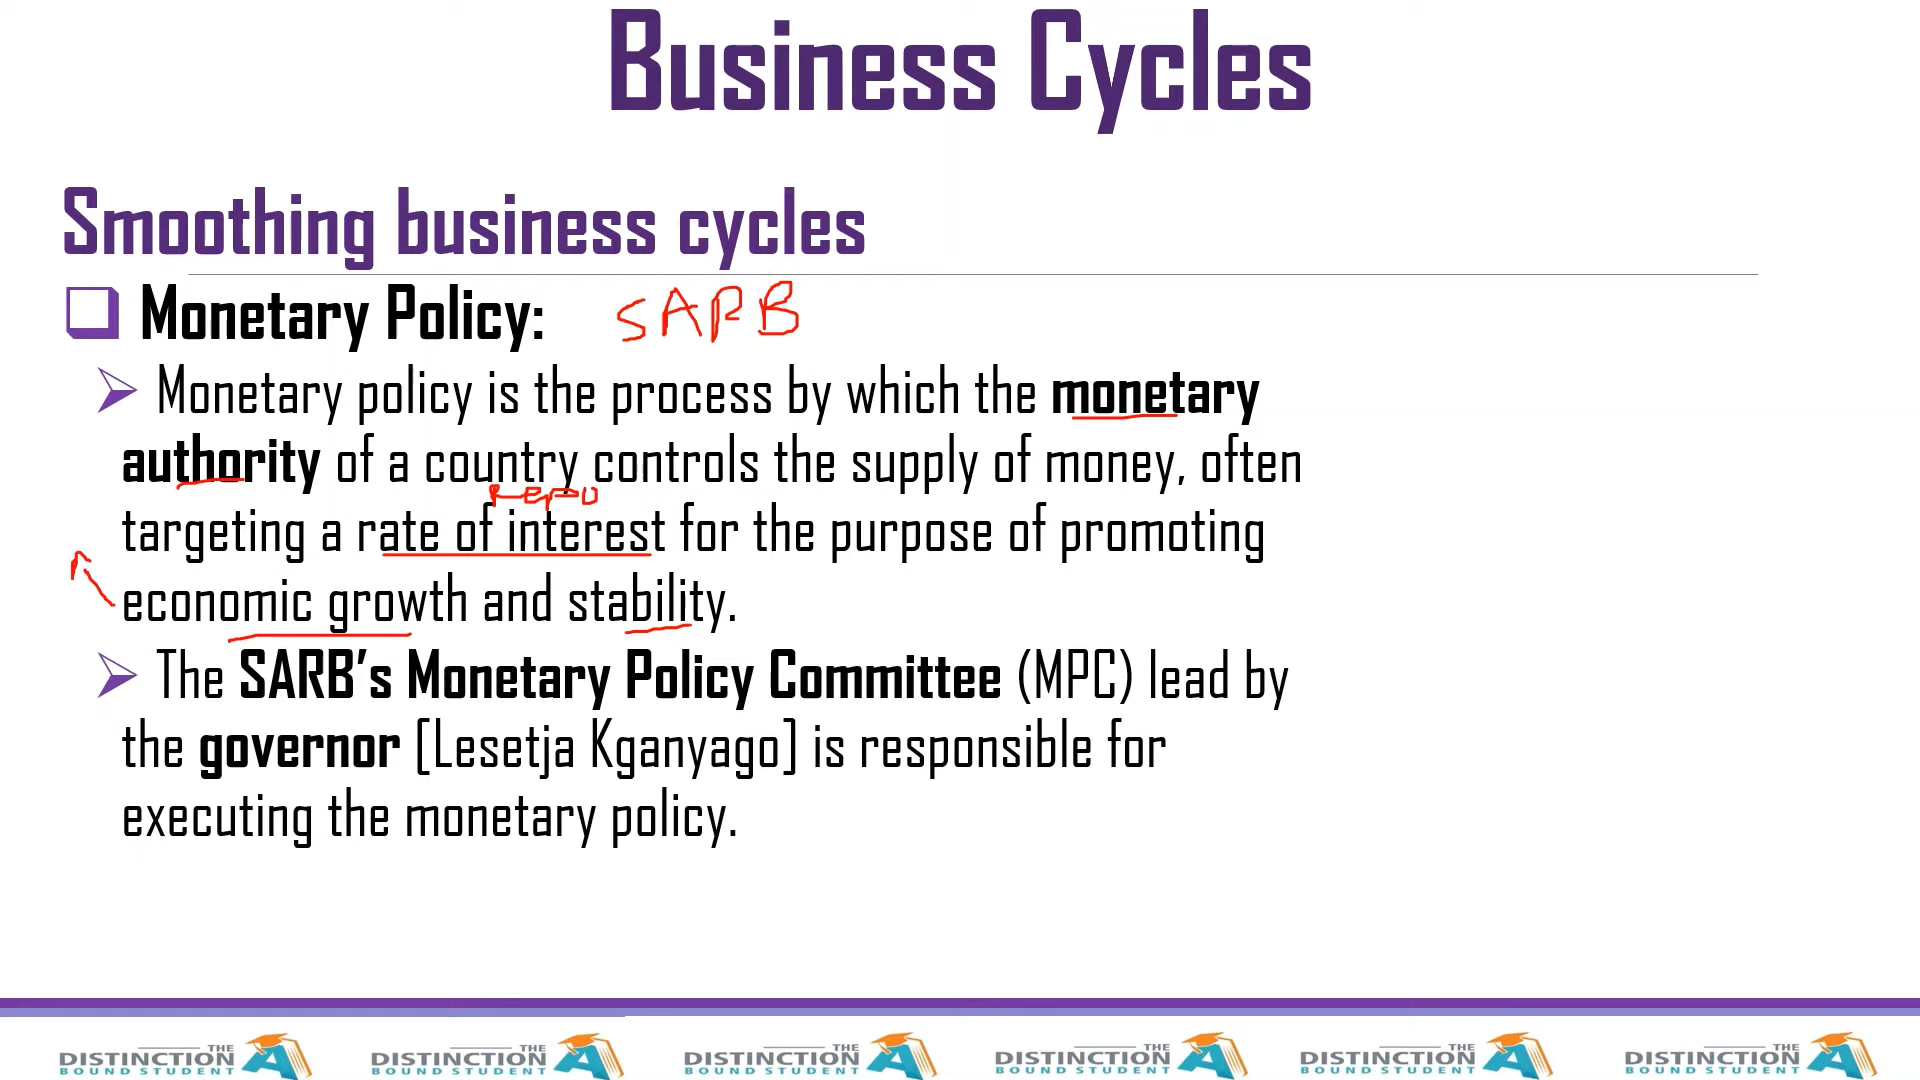 Business Cycles
Smoothing business cycles
Monetary Policy: SARB
Monetary policy is the process by which the monetary
authority of a country controls the supply of money, often
Repo
targeting a rate of interest for the purpose of promoting
economic growth and stability.
The SARB's Monetary Policy Committee (MPC) lead by
the governor [Lesetja Kganyago] is responsible for
executing the monetary policy.
THE DISTINCTION BOUND STUDENT A
THE DISTINCTION BOUND STUDENT A
THE DISTINCTION BOUND STUDENT A
THE DISTINCTION BOUND STUDENT A
THE DISTINCTION BOUND STUDENT A
THE DISTINCTION BOUND STUDENT A